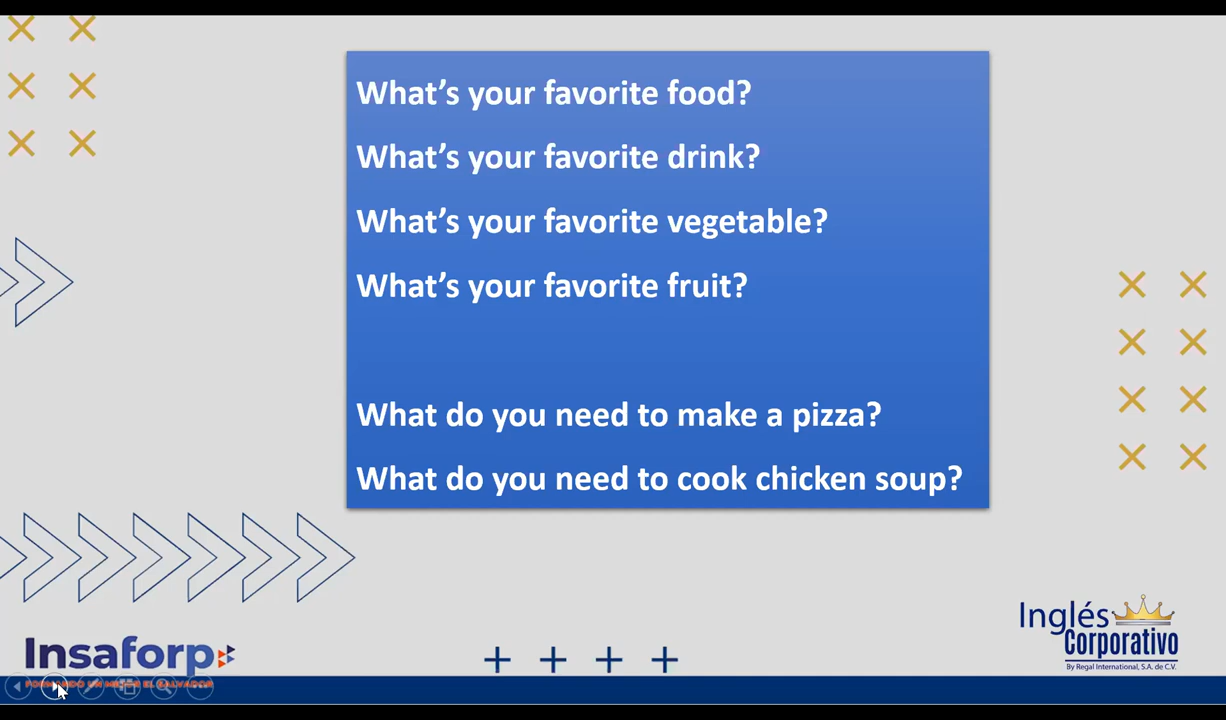 What's your favorite food?
What's your favorite drink?
What's your favorite vegetable?
What's your favorite fruit?
What do you need to make a pizza?
What do you need to cook chicken soup?
Inglés
Corporativo
By Regal International, S.A. de C.V.
Insaforp